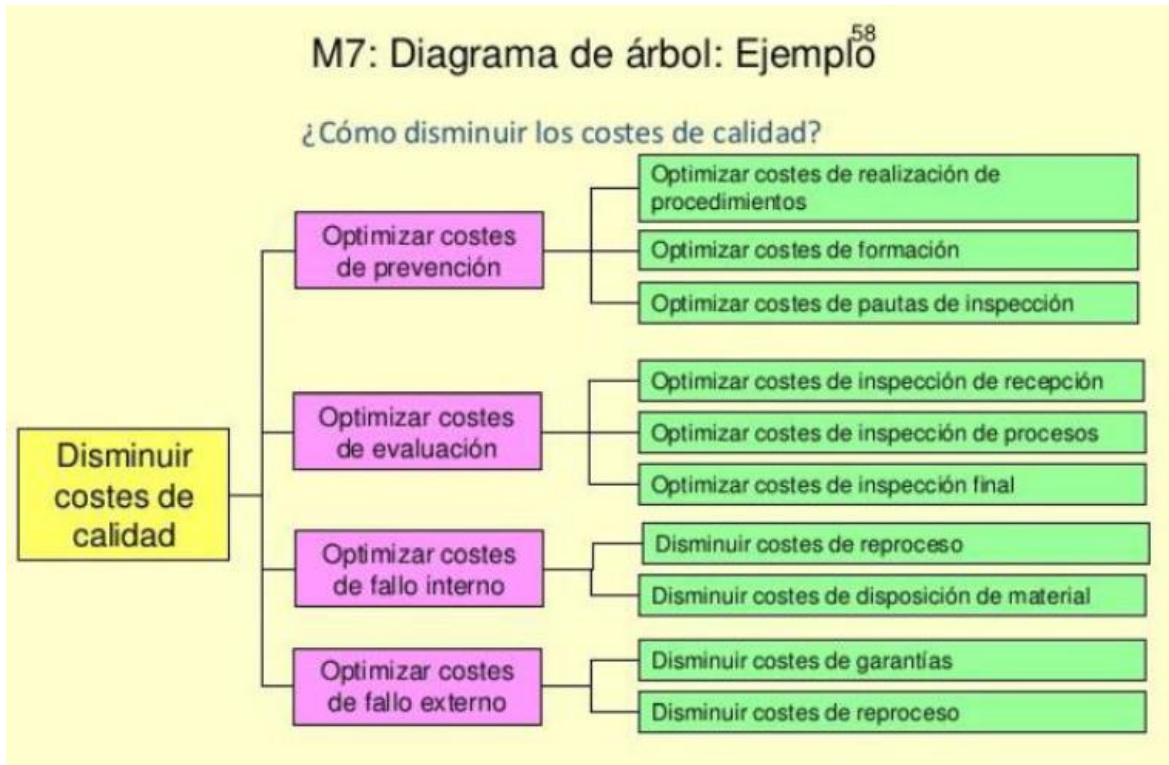 58
M7: Diagrama de árbol: Ejemplo
¿Cómo disminuir los costes de calidad?
Disminuir
costes de
calidad
Optimizar costes
de prevención
Optimizar costes de realización de
procedimientos
Optimizar costes de formación
Optimizar costes de pautas de inspección
Optimizar costes
de evaluación
Optimizar costes de inspección de recepción
Optimizar costes de inspección de procesos
Optimizar costes de inspección final
Optimizar costes
de fallo interno
Disminuir costes de reproceso
Disminuir costes de disposición de material
Optimizar costes
de fallo externo
Disminuir costes de garantías
Disminuir costes de reproceso